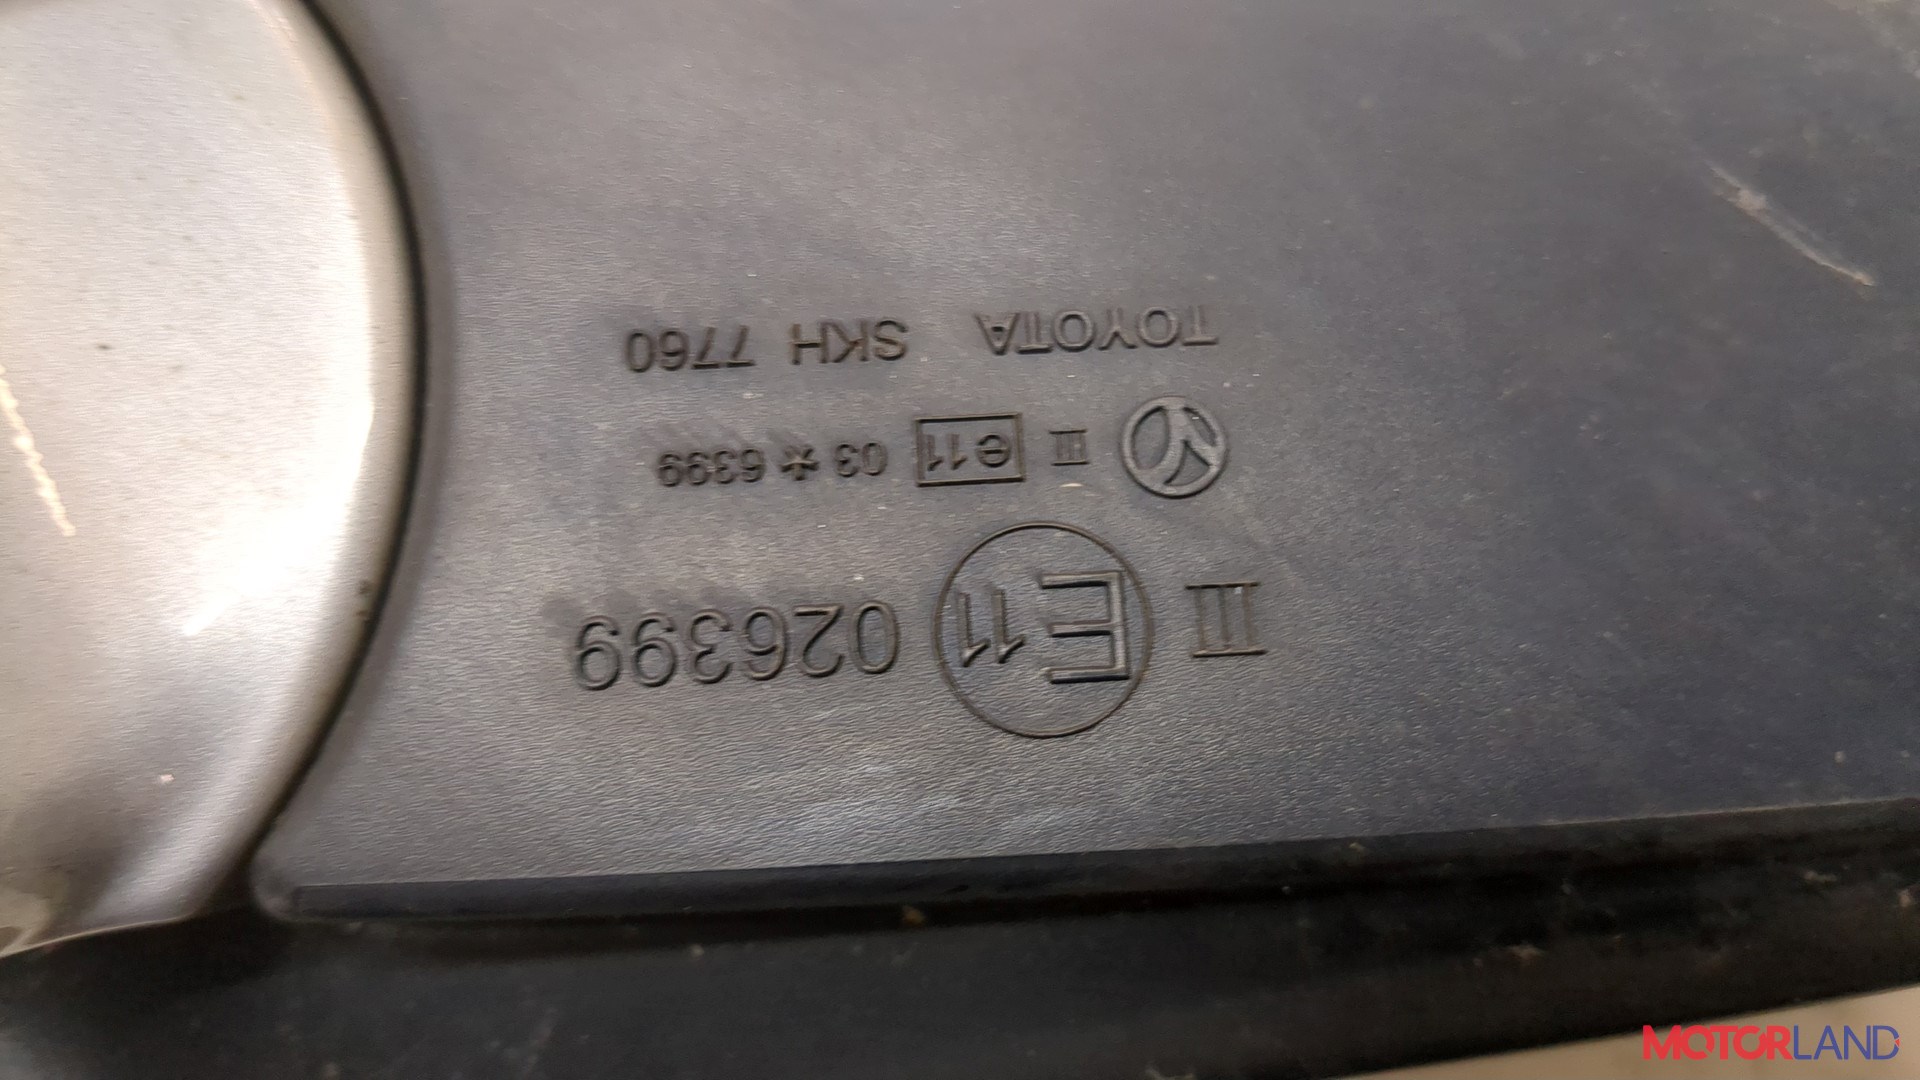 III E11 026399
III e11 03*6399
TOYOTA SKH 7760
MOTORLAND